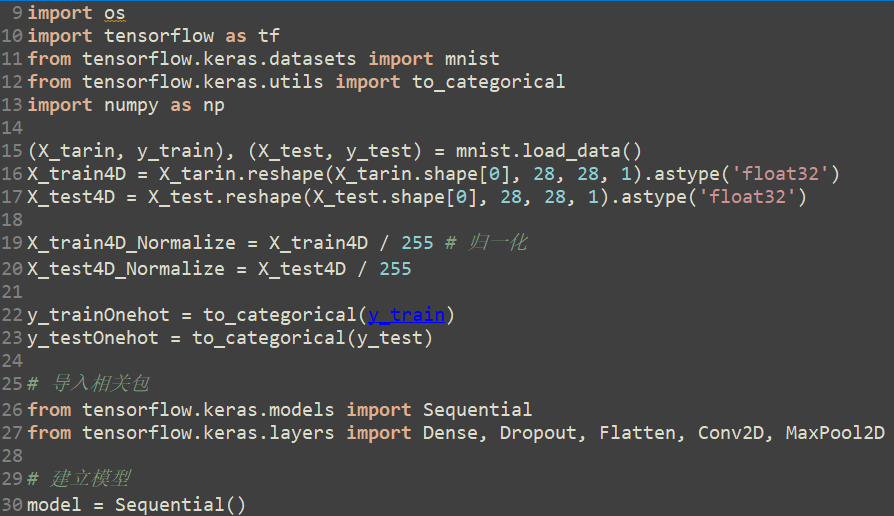 9 import os
10 import tensorflow as tf
11 from tensorflow.keras.datasets import mnist
12 from tensorflow.keras.utils import to_categorical
13 import numpy as np
14
15 (X_tarin, y_train), (X_test, y_test) = mnist.load_data()
16 X_train4D = X_tarin.reshape(X_tarin.shape[0], 28, 28, 1).astype('float32')
17 X_test4D = X_test.reshape(X_test.shape[0], 28, 28, 1).astype('float32')
18
19 X_train4D_Normalize = X_train4D / 255 # 归一化
20 X_test4D_Normalize = X_test4D / 255
21
22 y_trainOnehot = to_categorical(y_train)
23 y_testOnehot = to_categorical(y_test)
24
25 # 导入相关包
26 from tensorflow.keras.models import Sequential
27 from tensorflow.keras.layers import Dense, Dropout, Flatten, Conv2D, MaxPool2D
28
29 # 建立模型
30 model = Sequential()